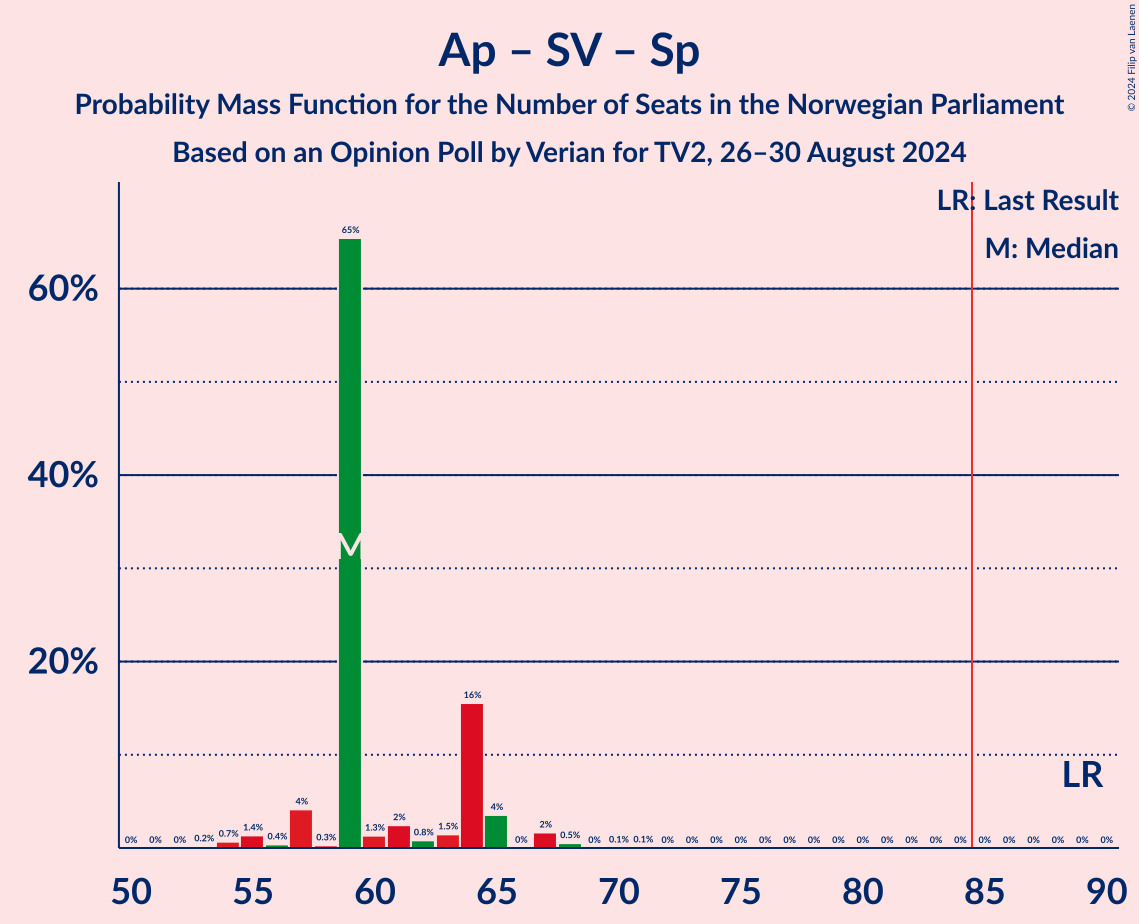 Ap – SV – Sp
Probability Mass Function for the Number of Seats in the Norwegian Parliament
Based on an Opinion Poll by Verian for TV2, 26–30 August 2024
© 2024 Filip van Laenen
LR: Last Result
M: Median
60%
40%
20%
65%
M
16%
LR
0% 0% 0% 0.2% 0.7% 1.4% 0.4% 4% 0.3% 1.3% 2% 0.8% 1.5% 4% 0% 2% 0.5% 0% 0.1% 0.1% 0% 0% 0% 0% 0% 0% 0% 0% 0% 0% 0% 0% 0% 0% 0% 0% 0% 0% 0%
50 55 60 65 70 75 80 85 90